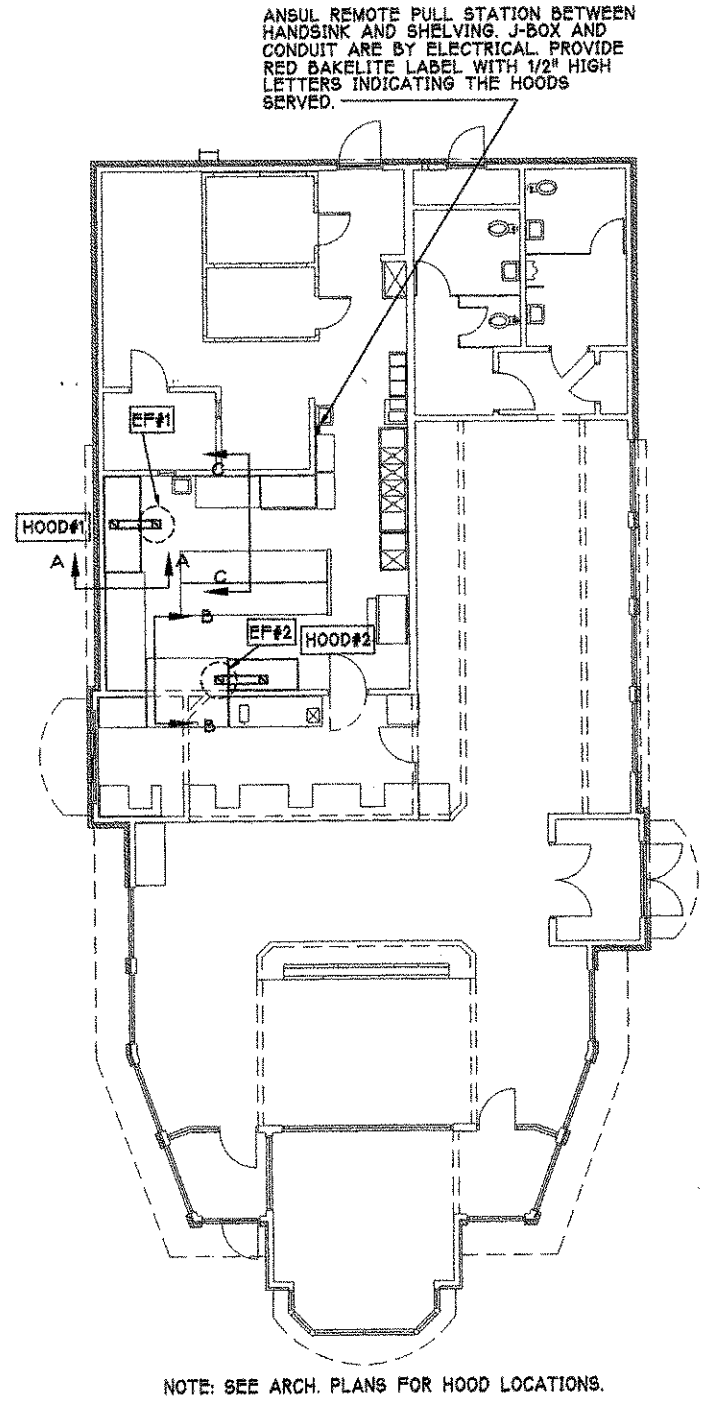 ANSUL REMOTE PULL STATION BETWEEN
HANDSINK AND SHELVING. J-BOX AND
CONDUIT ARE BY ELECTRICAL. PROVIDE
RED BAKELITE LABEL WITH 1/2" HIGH
LETTERS INDICATING THE HOODS
SERVED.
EF#1
C
HOOD#1
A
A
C
B
EF#2
HOOD#2
B
NOTE: SEE ARCH. PLANS FOR HOOD LOCATIONS.